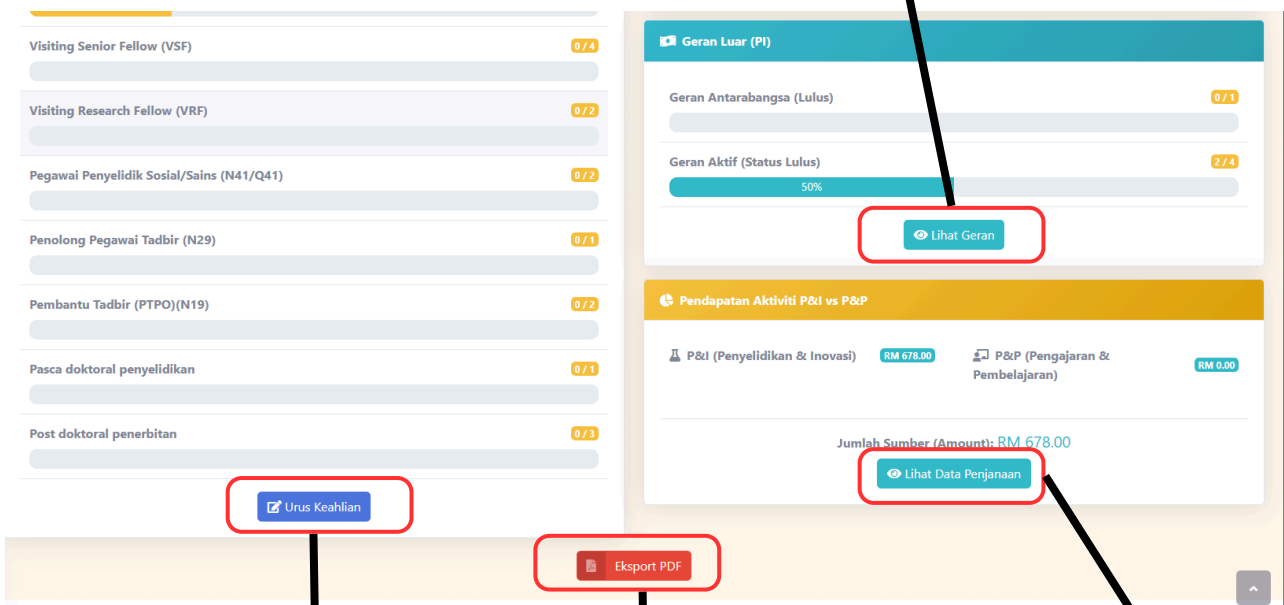 Visiting Senior Fellow (VSF) 0 / 4
Visiting Research Fellow (VRF) 0 / 2
Pegawai Penyelidik Sosial/Sains (N41/Q41) 0 / 2
Penolong Pegawai Tadbir (N29) 0 / 1
Pembantu Tadbir (PTPO)(N19) 0 / 2
Pasca doktoral penyelidikan 0 / 1
Post doktoral penerbitan 0 / 3
Urus Keahlian
Geran Luar (PI)
Geran Antarabangsa (Lulus) 0 / 1
Geran Aktif (Status Lulus) 2 / 4
50%
Lihat Geran
Pendapatan Aktiviti P&I vs P&P
P&I (Penyelidikan & Inovasi) RM 678.00
P&P (Pengajaran &
Pembelajaran) RM 0.00
Jumlah Sumber (Amount): RM 678.00
Lihat Data Penjanaan
Eksport PDF